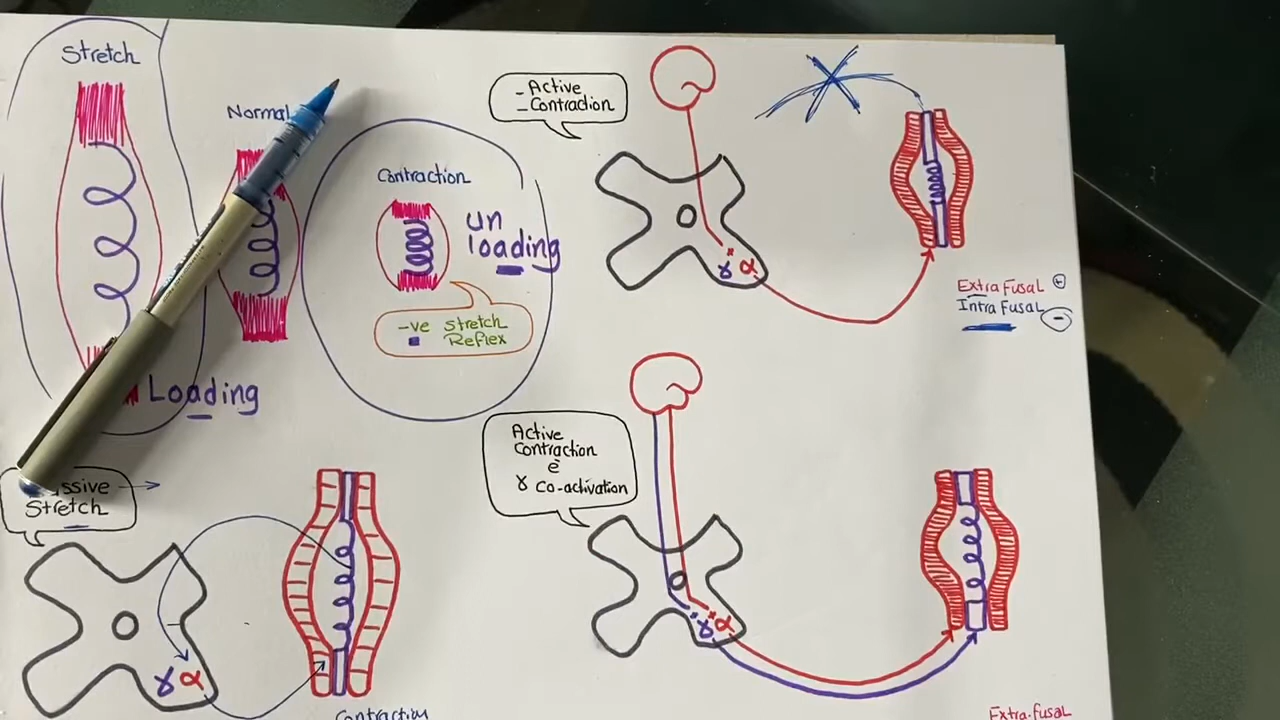 Stretch
Normal
Contraction
un
loading
-ve Stretch
Reflex
Loading
- Active
- Contraction
γ α
Extra Fusal +
Intra Fusal -
Stretch
γ α
Active
Contraction
c̄
γ Co-activation
γ α
Extra-fusal